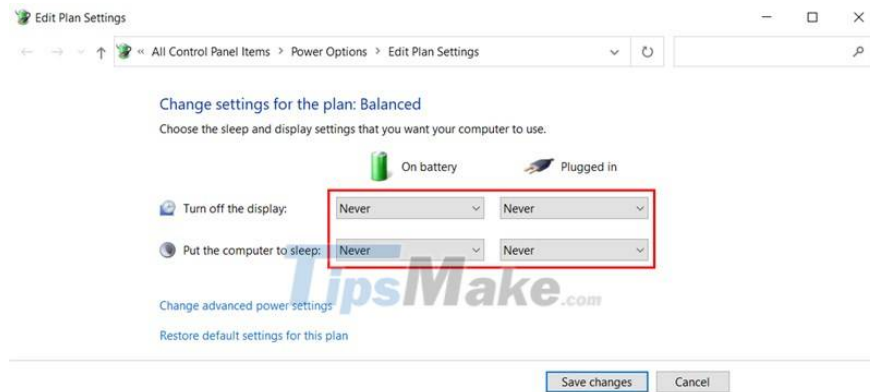 Edit Plan Settings
« All Control Panel Items > Power Options > Edit Plan Settings
Change settings for the plan: Balanced
Choose the sleep and display settings that you want your computer to use.
On battery Plugged in
Turn off the display: Never Never
Put the computer to sleep: Never Never
TipsMake.com
Change advanced power settings
Restore default settings for this plan
Save changes Cancel